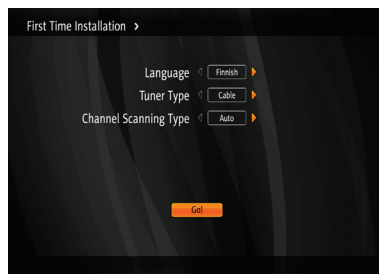 First Time Installation >
Language Finnish
Tuner Type Cable
Channel Scanning Type Auto
Go!